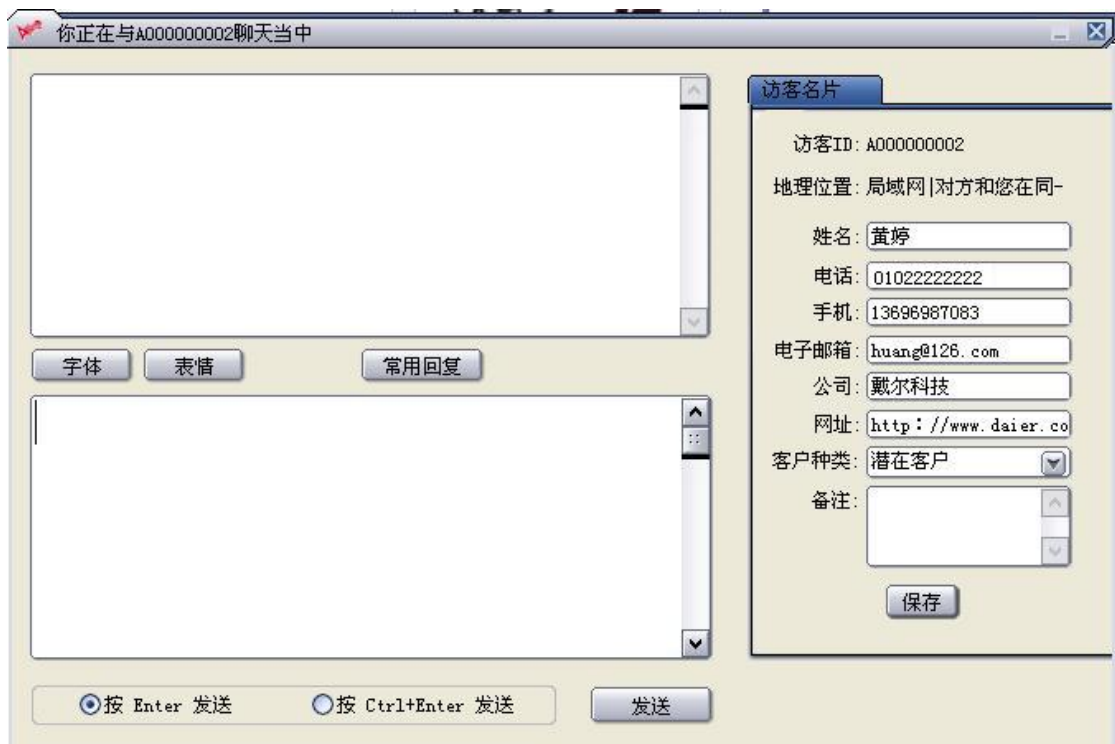 你正在与A000000002聊天当中
访客名片
访客ID: A000000002
地理位置: 局域网|对方和您在同-
姓名: 黄婷
电话: 01022222222
手机: 13696987083
电子邮箱: huang@126.com
公司: 戴尔科技
网址: http：//www.daier.co
客户种类: 潜在客户
备注:
保存
字体 表情 常用回复
按 Enter 发送 按 Ctrl+Enter 发送 发送